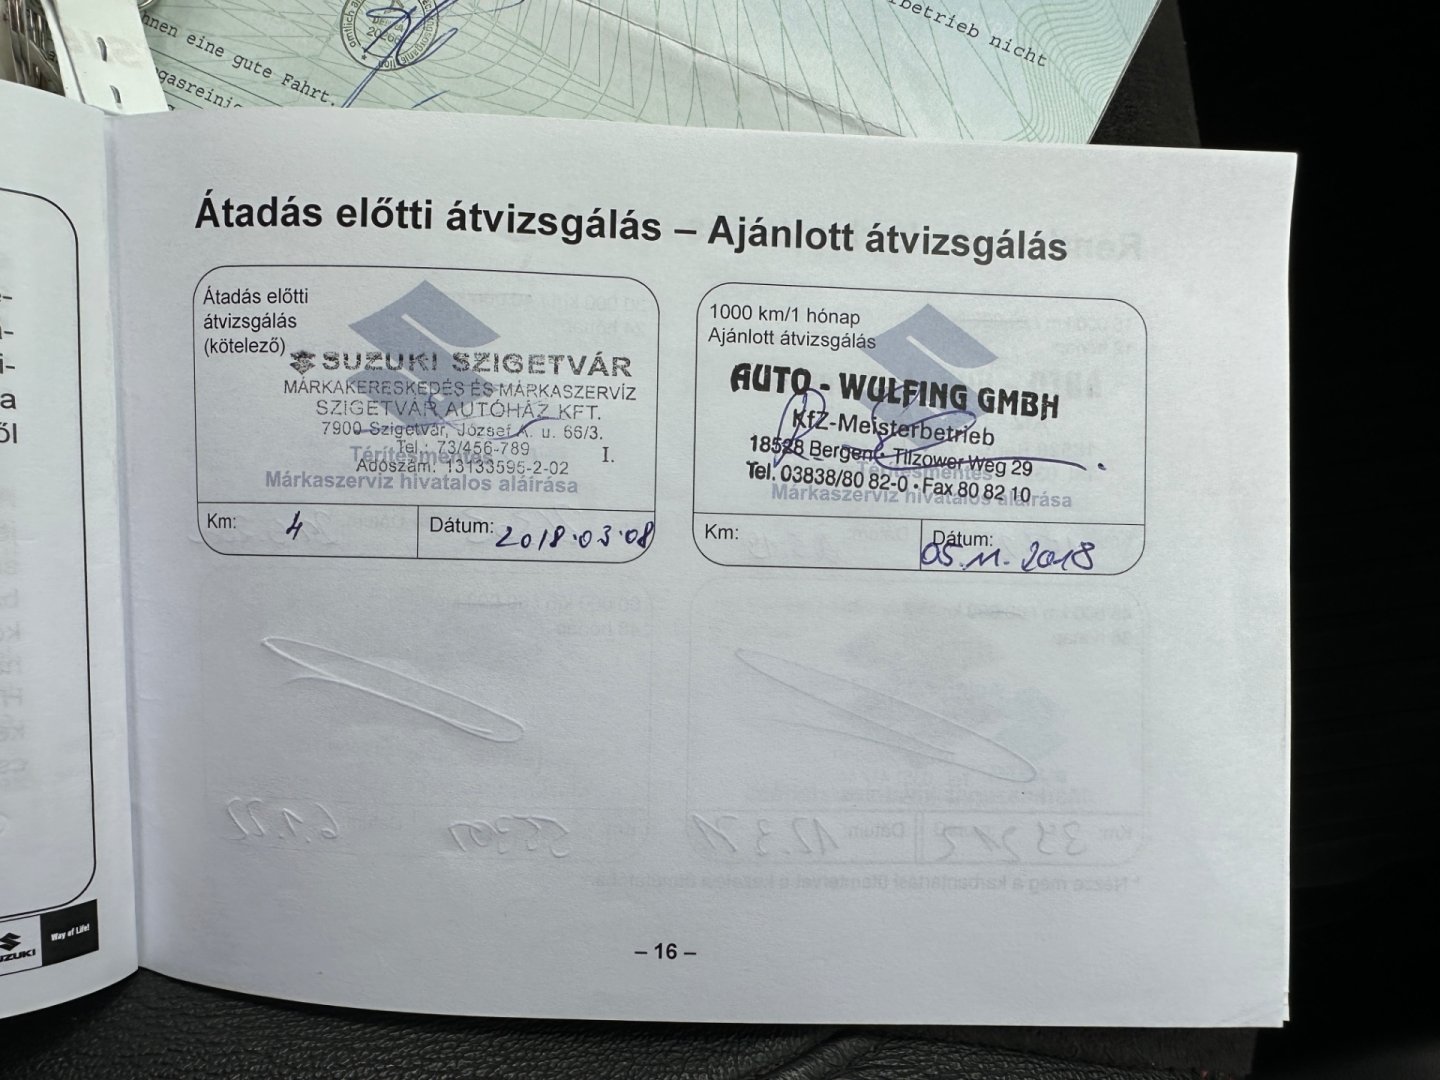 rbetrieb nicht
hnen eine gute Fahrt.
Átadás előtti átvizsgálás – Ajánlott átvizsgálás
Átadás előtti
átvizsgálás
(kötelező)
SUZUKI SZIGETVÁR
MÁRKAKERESKEDÉS ÉS MÁRKASZERVÍZ
SZIGETVÁR AUTÓHÁZ KFT.
7900 Szigetvár, József A. u. 66/3.
Tel.: 73/456-789
I.
Térítésmentes
Adószám: 13133595-2-02
Márkaszerviz hivatalos aláírása
Km: 4
Dátum: 2018.03.08
1000 km/1 hónap
Ajánlott átvizsgálás
AUTO - WULFING GMBH
KfZ-Meisterbetrieb
18528 Bergen • Tilzower Weg 29
Térítésmentes
Tel. 03838/80 82-0 • Fax 80 82 10
Márkaszerviz hivatalos aláírása
Km:
Dátum:
05.11.2018
– 16 –
Way of Life!